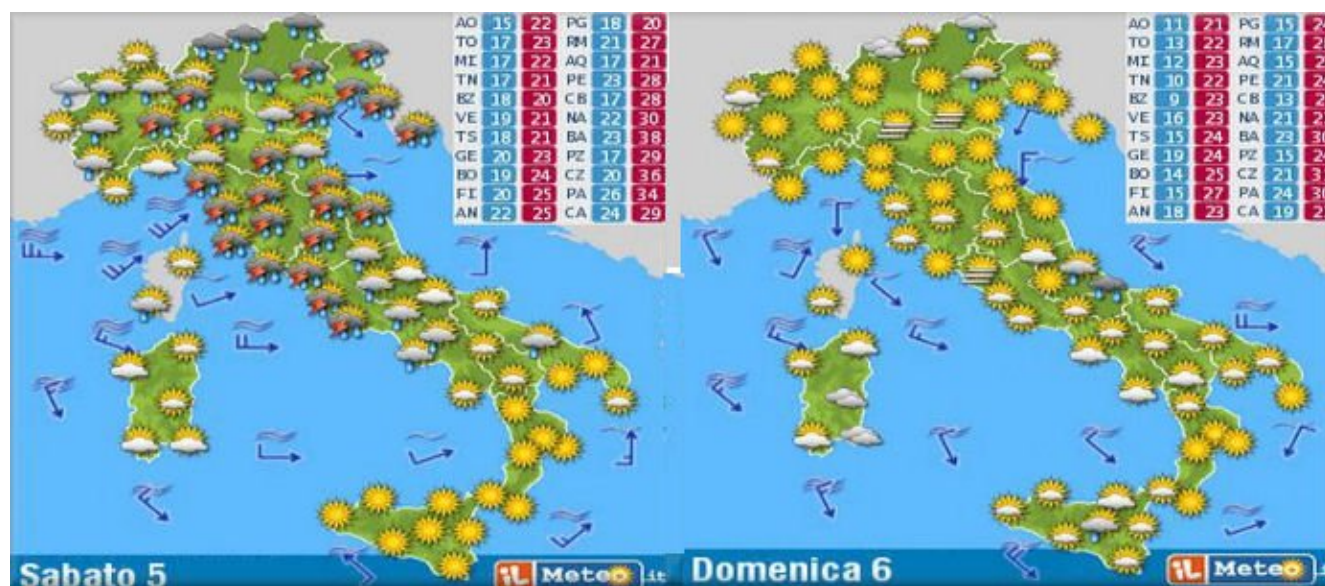 AO 15 22 PG 18 20
TO 17 23 RM 21 27
MI 17 22 AQ 17 21
TN 17 21 PE 23 28
BZ 18 20 CB 17 28
VE 19 21 NA 22 30
TS 18 21 BA 23 38
GE 20 23 PZ 17 29
BO 19 24 CZ 20 36
FI 20 25 PA 26 34
AN 22 25 CA 24 29
Sabato 5
iL Meteo .it
AO 11 21 PG 15
TO 13 22 RM 17
MI 12 23 AQ 15
TN 10 22 PE 21
BZ 9 23 CB 13
VE 16 23 NA 21
TS 15 24 BA 23
GE 19 24 PZ 15
BO 14 25 CZ 21
FI 15 27 PA 24
AN 18 23 CA 19
Domenica 6
iL Meteo .it